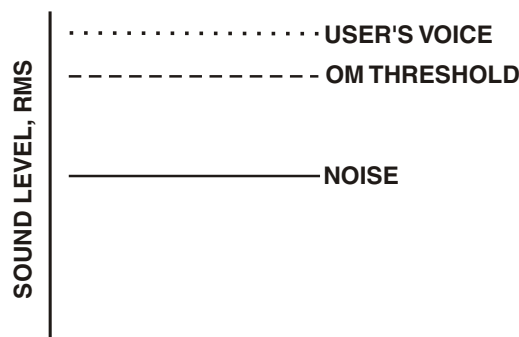 USER'S VOICE
OM THRESHOLD
SOUND LEVEL, RMS
NOISE